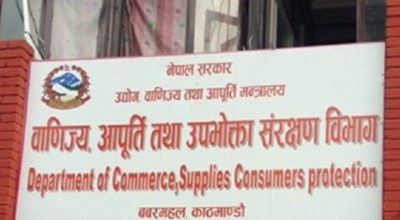 नेपाल सरकार
उद्योग, वाणिज्य तथा आपूर्ति मन्त्रालय
वाणिज्य, आपूर्ति तथा उपभोक्ता संरक्षण विभाग
Department of Commerce,Supplies Consumers protection
बबरमहल, काठमाण्डौ